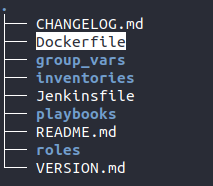 .
├── CHANGELOG.md
├── Dockerfile
├── group_vars
├── inventories
├── Jenkinsfile
├── playbooks
├── README.md
├── roles
└── VERSION.md